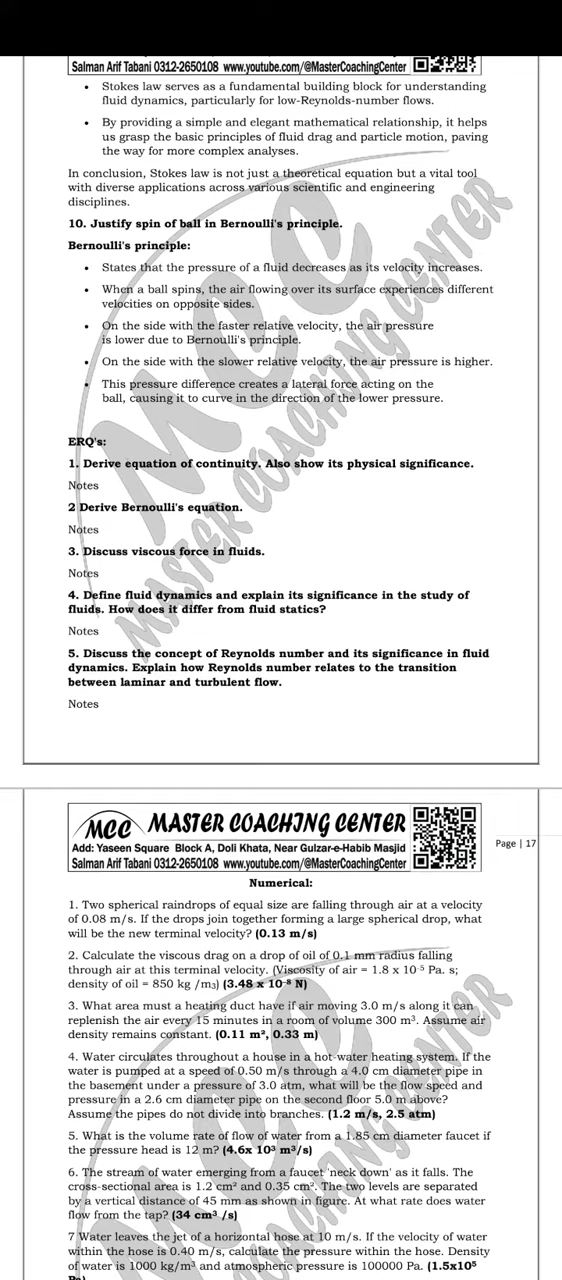 Salman Arif Tabani 0312-2650108 www.youtube.com/@MasterCoachingCenter
• Stokes law serves as a fundamental building block for understanding
fluid dynamics, particularly for low-Reynolds-number flows.
• By providing a simple and elegant mathematical relationship, it helps
us grasp the basic principles of fluid drag and particle motion, paving
the way for more complex analyses.
In conclusion, Stokes law is not just a theoretical equation but a vital tool
with diverse applications across various scientific and engineering
disciplines.
10. Justify spin of ball in Bernoulli's principle.
Bernoulli's principle:
• States that the pressure of a fluid decreases as its velocity increases.
• When a ball spins, the air flowing over its surface experiences different
velocities on opposite sides.
• On the side with the faster relative velocity, the air pressure
is lower due to Bernoulli's principle.
• On the side with the slower relative velocity, the air pressure is higher.
• This pressure difference creates a lateral force acting on the
ball, causing it to curve in the direction of the lower pressure.
MCC
MASTER COACHING CENTER
ERQ's:
1. Derive equation of continuity. Also show its physical significance.
Notes
2 Derive Bernoulli's equation.
Notes
3. Discuss viscous force in fluids.
Notes
4. Define fluid dynamics and explain its significance in the study of
fluids. How does it differ from fluid statics?
Notes
5. Discuss the concept of Reynolds number and its significance in fluid
dynamics. Explain how Reynolds number relates to the transition
between laminar and turbulent flow.
Notes
MCC MASTER COACHING CENTER
Add: Yaseen Square Block A, Doli Khata, Near Gulzar-e-Habib Masjid
Salman Arif Tabani 0312-2650108 www.youtube.com/@MasterCoachingCenter
Page | 17
Numerical:
1. Two spherical raindrops of equal size are falling through air at a velocity
of 0.08 m/s. If the drops join together forming a large spherical drop, what
will be the new terminal velocity? (0.13 m/s)
2. Calculate the viscous drag on a drop of oil of 0.1 mm radius falling
through air at this terminal velocity. (Viscosity of air = 1.8 x 10⁻⁵ Pa. s;
density of oil = 850 kg /m₃) (3.48 x 10⁻⁸ N)
3. What area must a heating duct have if air moving 3.0 m/s along it can
replenish the air every 15 minutes in a room of volume 300 m³. Assume air
density remains constant. (0.11 m², 0.33 m)
4. Water circulates throughout a house in a hot-water heating system. If the
water is pumped at a speed of 0.50 m/s through a 4.0 cm diameter pipe in
the basement under a pressure of 3.0 atm, what will be the flow speed and
pressure in a 2.6 cm diameter pipe on the second floor 5.0 m above?
Assume the pipes do not divide into branches. (1.2 m/s, 2.5 atm)
5. What is the volume rate of flow of water from a 1.85 cm diameter faucet if
the pressure head is 12 m? (4.6x 10³ m³/s)
6. The stream of water emerging from a faucet 'neck down' as it falls. The
cross-sectional area is 1.2 cm² and 0.35 cm². The two levels are separated
by a vertical distance of 45 mm as shown in figure. At what rate does water
flow from the tap? (34 cm³ /s)
7 Water leaves the jet of a horizontal hose at 10 m/s. If the velocity of water
within the hose is 0.40 m/s, calculate the pressure within the hose. Density
of water is 1000 kg/m³ and atmospheric pressure is 100000 Pa. (1.5x10⁵